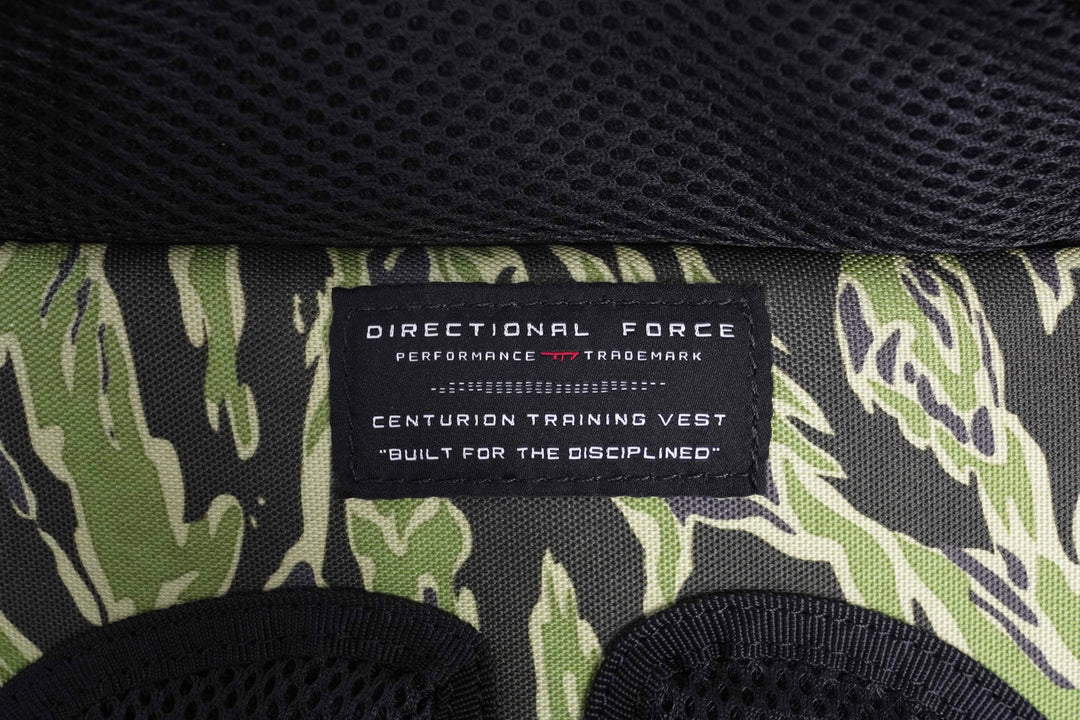 DIRECTIONAL FORCE
PERFORMANCE TRADEMARK
CENTURION TRAINING VEST
"BUILT FOR THE DISCIPLINED"